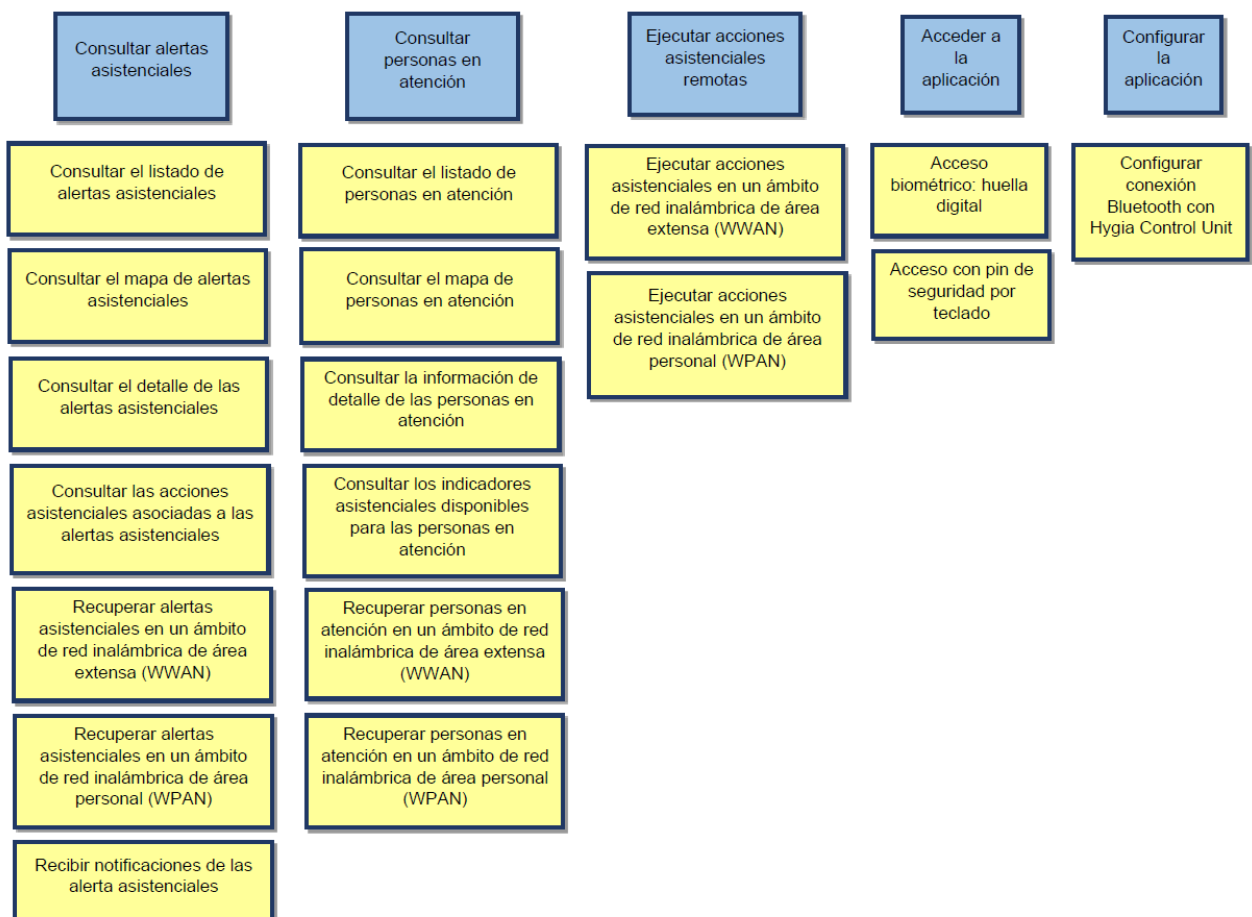 Consultar alertas
asistenciales
Consultar
personas en
atención
Ejecutar acciones
asistenciales
remotas
Acceder a
la
aplicación
Configurar
la
aplicación
Consultar el listado de
alertas asistenciales
Consultar el mapa de alertas
asistenciales
Consultar el detalle de las
alertas asistenciales
Consultar las acciones
asistenciales asociadas a las
alertas asistenciales
Recuperar alertas
asistenciales en un ámbito
de red inalámbrica de área
extensa (WWAN)
Recuperar alertas
asistenciales en un ámbito
de red inalámbrica de área
personal (WPAN)
Recibir notificaciones de las
alerta asistenciales
Consultar el listado de
personas en atención
Consultar el mapa de
personas en atención
Consultar la información de
detalle de las personas en
atención
Consultar los indicadores
asistenciales disponibles
para las personas en
atención
Recuperar personas en
atención en un ámbito de red
inalámbrica de área extensa
(WWAN)
Recuperar personas en
atención en un ámbito de red
inalámbrica de área personal
(WPAN)
Ejecutar acciones
asistenciales en un ámbito
de red inalámbrica de área
extensa (WWAN)
Ejecutar acciones
asistenciales en un ámbito
de red inalámbrica de área
personal (WPAN)
Acceso
biométrico: huella
digital
Acceso con pin de
seguridad por
teclado
Configurar
conexión
Bluetooth con
Hygia Control Unit